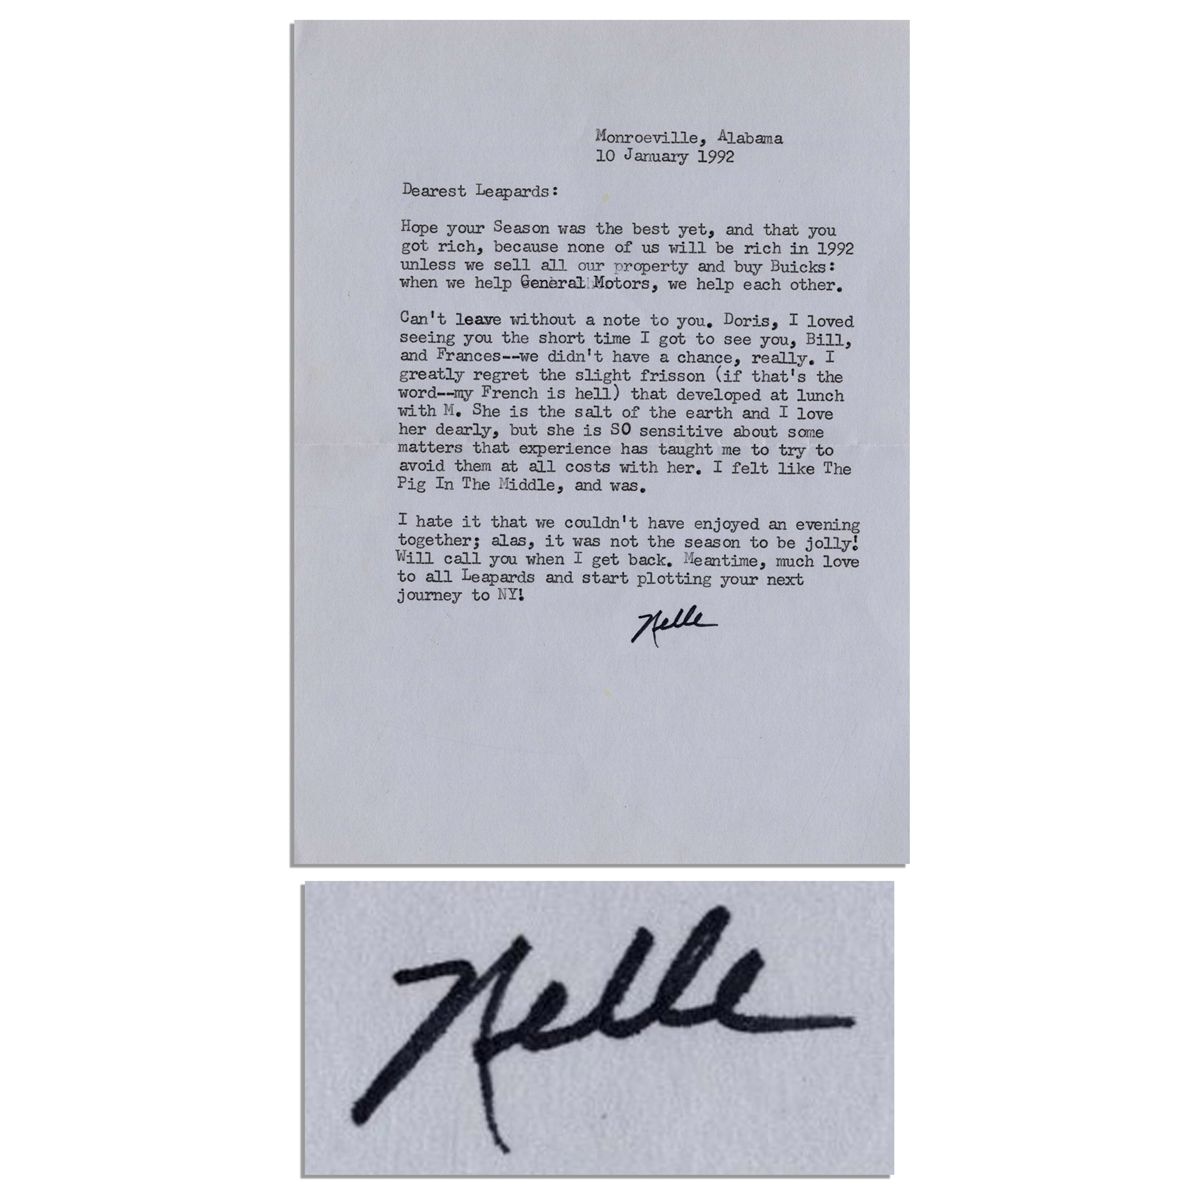 Monroeville, Alabama
10 January 1992
Dearest Leapards:
Hope your Season was the best yet, and that you
got rich, because none of us will be rich in 1992
unless we sell all our property and buy Buicks:
when we help General Motors, we help each other.
Can't leave without a note to you. Doris, I loved
seeing you the short time I got to see you, Bill,
and Frances--we didn't have a chance, really. I
greatly regret the slight frisson (if that's the
word--my French is hell) that developed at lunch
with M. She is the salt of the earth and I love
her dearly, but she is SO sensitive about some
matters that experience has taught me to try to
avoid them at all costs with her. I felt like The
Pig In The Middle, and was.
I hate it that we couldn't have enjoyed an evening
together; alas, it was not the season to be jolly!
Will call you when I get back. Meantime, much love
to all Leapards and start plotting your next
journey to NY!
Nelle
Nelle